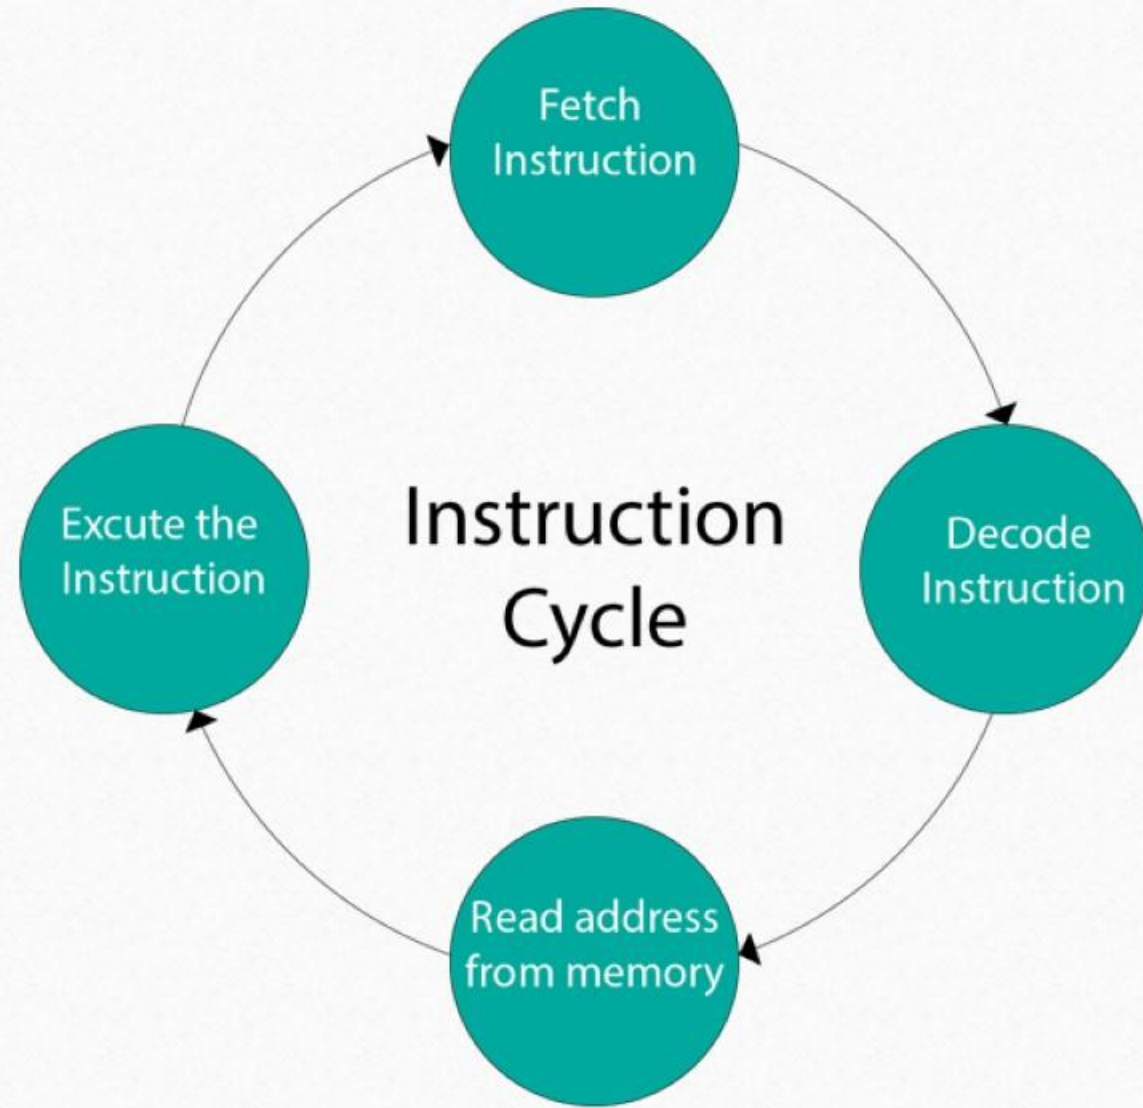 Fetch
Instruction
Decode
Instruction
Read address
from memory
Excute the
Instruction
Instruction
Cycle